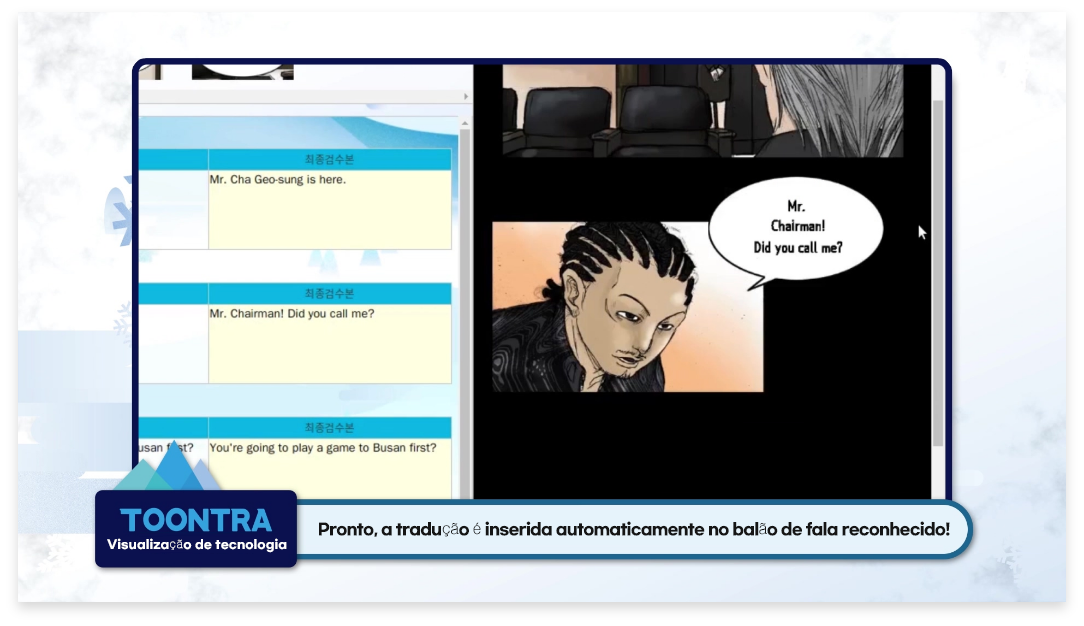 최종검수본
Mr. Cha Geo-sung is here.
최종검수본
Mr. Chairman! Did you call me?
최종검수본
usan first?
You're going to play a game to Busan first?
Mr.
Chairman!
Did you call me?
TOONTRA
Visualização de tecnologia
Pronto, a tradução é inserida automaticamente no balão de fala reconhecido!